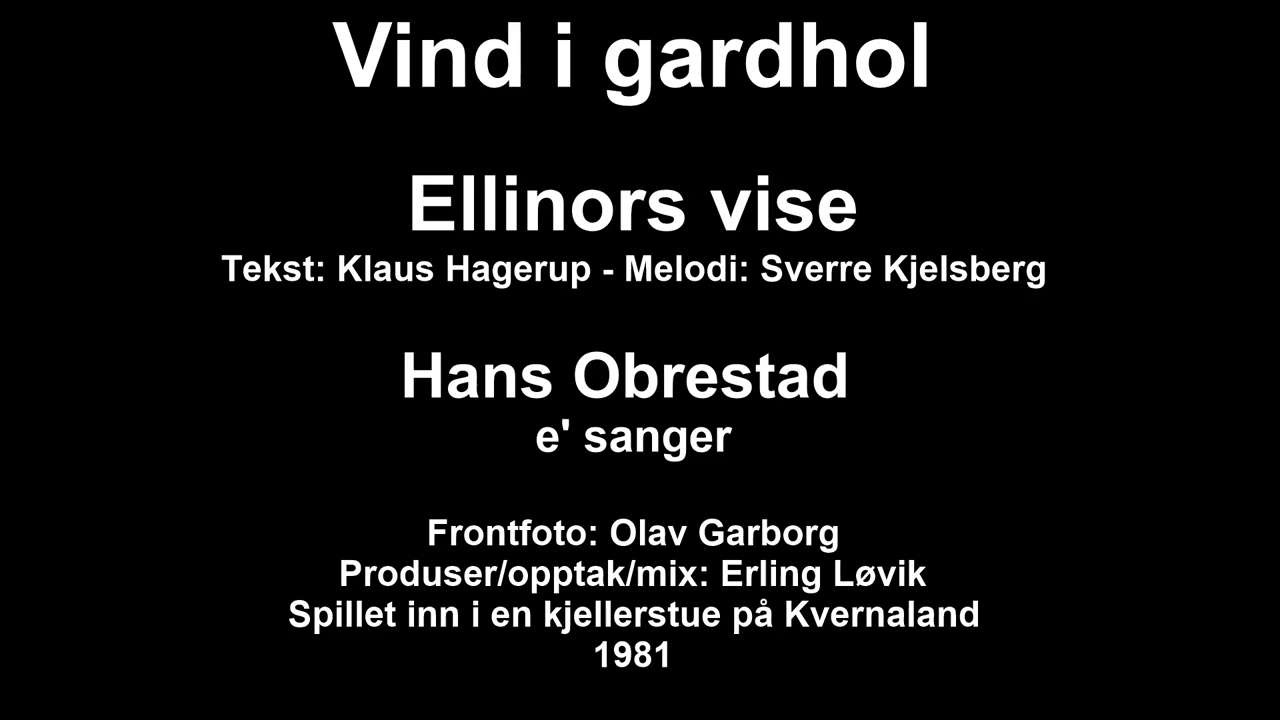 Vind i gardhol
Ellinors vise
Tekst: Klaus Hagerup - Melodi: Sverre Kjelsberg
Hans Obrestad
e' sanger
Frontfoto: Olav Garborg
Produser/opptak/mix: Erling Løvik
Spillet inn i en kjellerstue på Kvernaland
1981